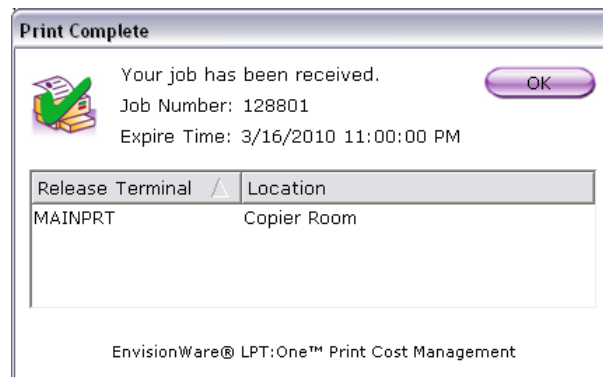 Print Complete
Your job has been received.
OK
Job Number: 128801
Expire Time: 3/16/2010 11:00:00 PM
Release Terminal Location
MAINPRT Copier Room
EnvisionWare® LPT:One™ Print Cost Management